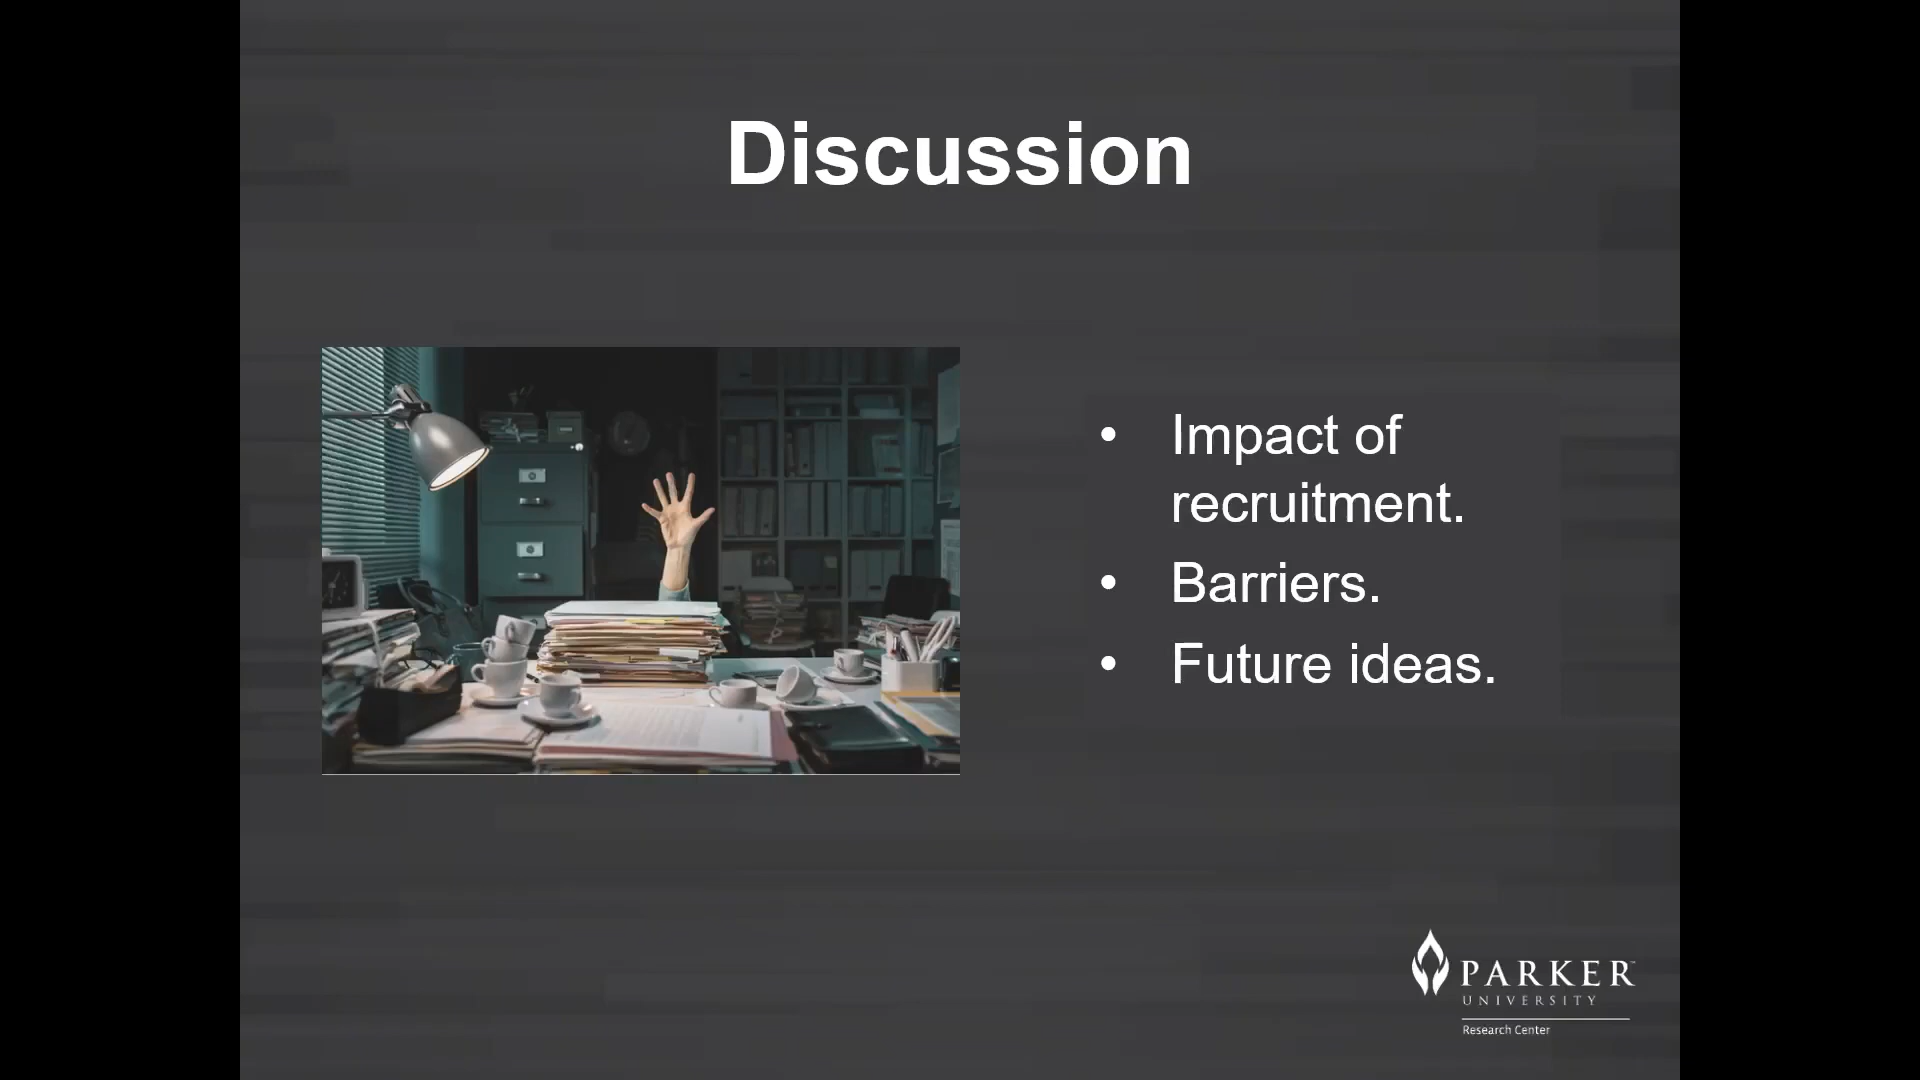 Discussion
• Impact of
recruitment.
• Barriers.
• Future ideas.
PARKER
UNIVERSITY
Research Center